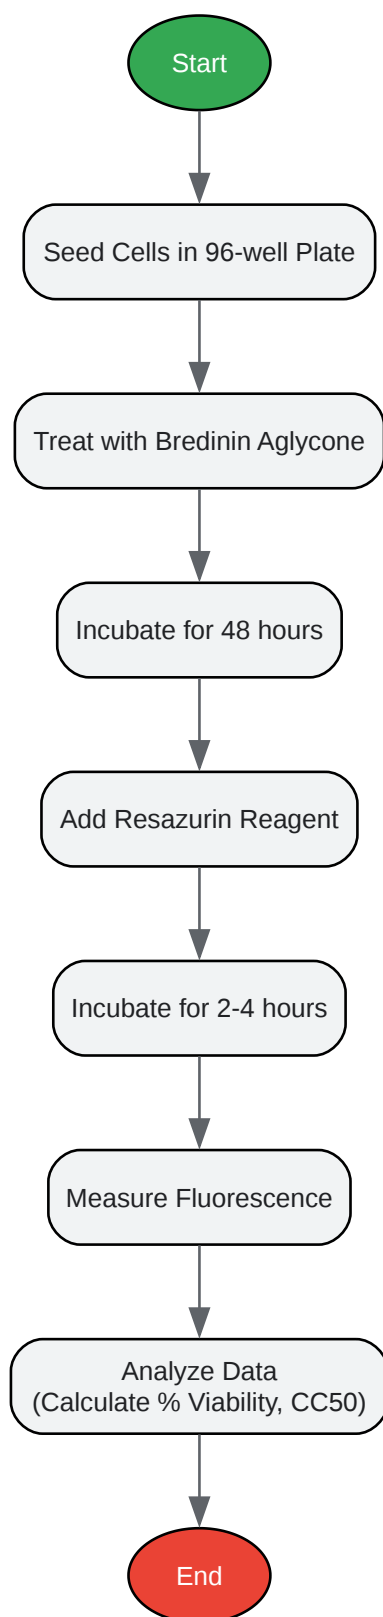 Start
Seed Cells in 96-well Plate
Treat with Bredinin Aglycone
Incubate for 48 hours
Add Resazurin Reagent
Incubate for 2-4 hours
Measure Fluorescence
Analyze Data
(Calculate % Viability, CC50)
End